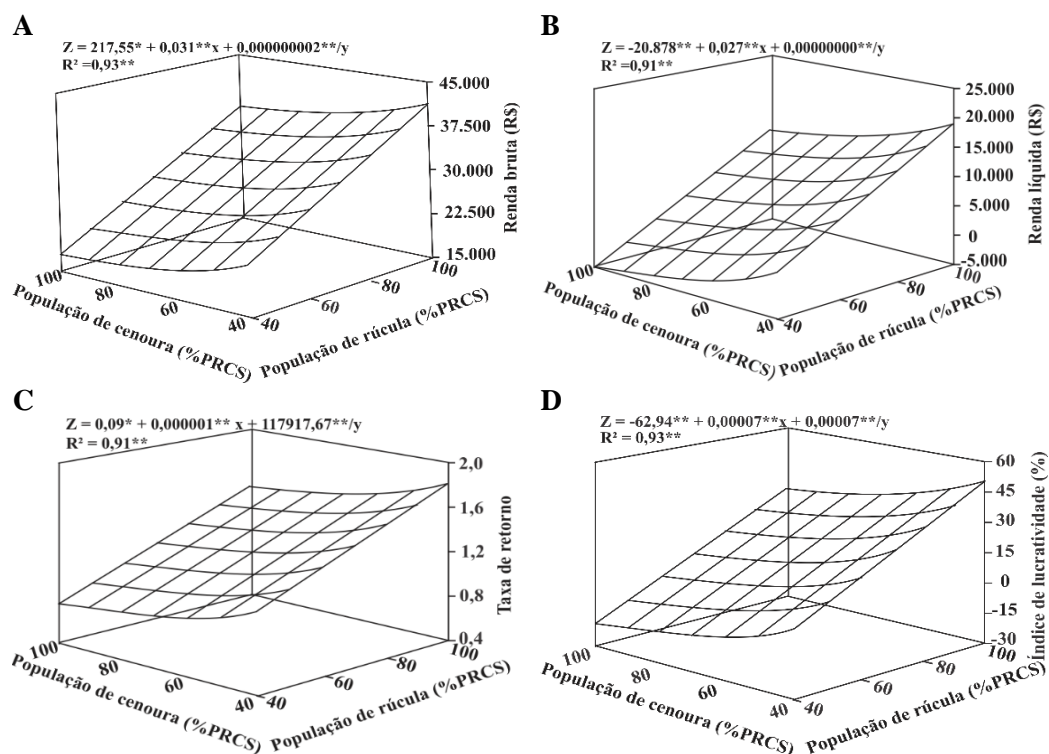 A
Z = 217,55* + 0,031**x + 0,000000002**/y
R² =0,93**
45.000
37.500
30.000
22.500
15.000
Renda bruta (R$)
100
80
60
40
População de cenoura (%PRCS)
40
60
80
100
População de rúcula (%PRCS)
B
Z = -20.878** + 0,027**x + 0,00000000**/y
R² =0,91**
25.000
20.000
15.000
10.000
5.000
0
-5.000
Renda líquida (R$)
100
80
60
40
População de cenoura (%PRCS)
40
60
80
100
População de rúcula (%PRCS)
C
Z = 0,09* + 0,000001** x + 117917,67**/y
R² = 0,91**
2,0
1,6
1,2
0,8
0,4
Taxa de retorno
100
80
60
40
População de cenoura (%PRCS)
40
60
80
100
População de rúcula (%PRCS)
D
Z = -62,94** + 0,00007**x + 0,00007**/y
R² = 0,93**
60
45
30
15
0
-15
-30
Índice de lucratividade (%)
100
80
60
40
População de cenoura (%PRCS)
40
60
80
100
População de rúcula (%PRCS)